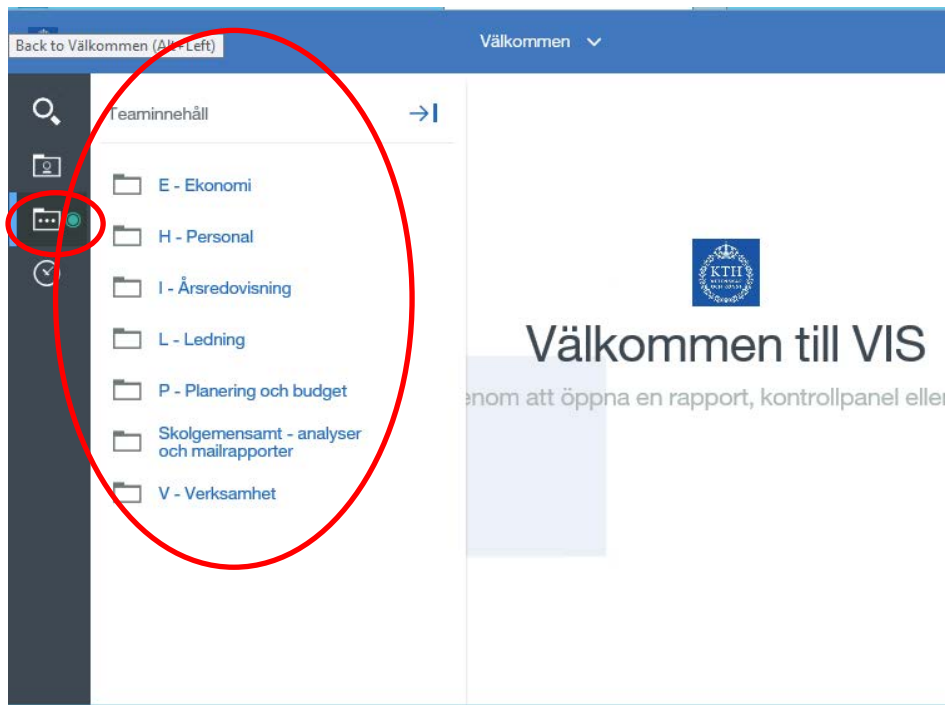 Back to Välkommen (Alt+Left)
Välkommen
Teaminnehåll
E - Ekonomi
H - Personal
I - Årsredovisning
L - Ledning
P - Planering och budget
Skolgemensamt - analyser
och mailrapporter
V - Verksamhet
KTH
Välkommen till VIS
enom att öppna en rapport, kontrollpanel eller